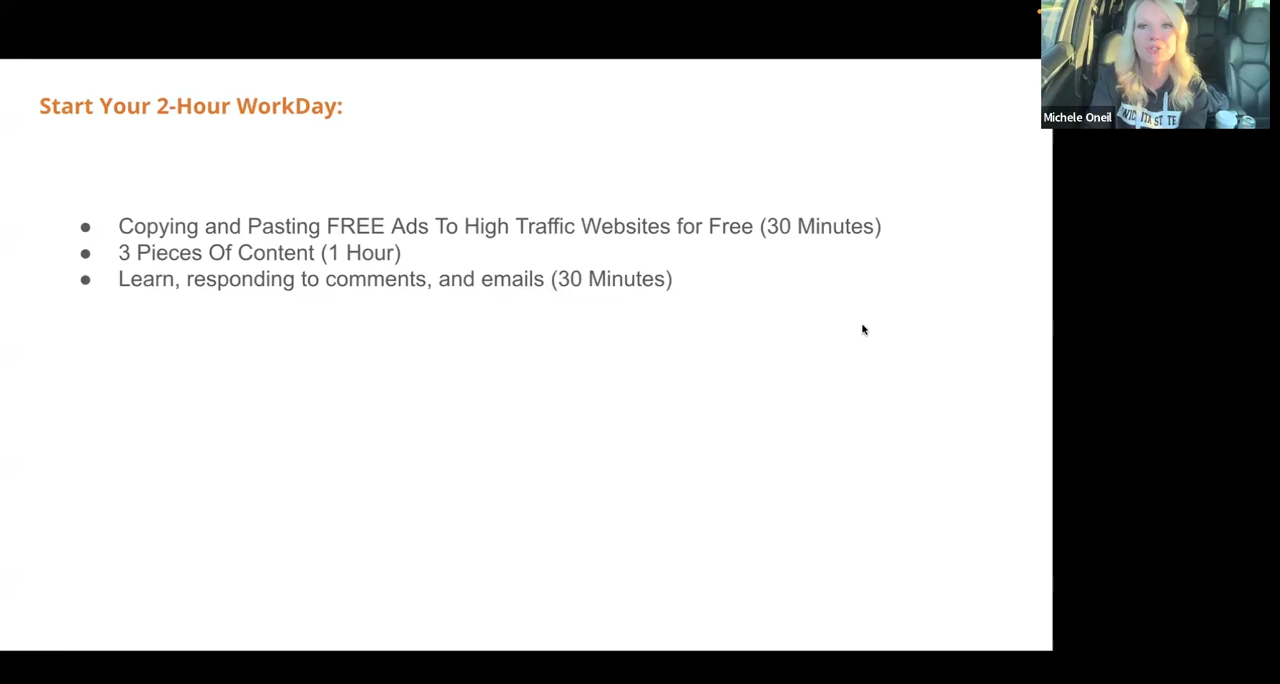 Start Your 2-Hour WorkDay:
● Copying and Pasting FREE Ads To High Traffic Websites for Free (30 Minutes)
● 3 Pieces Of Content (1 Hour)
● Learn, responding to comments, and emails (30 Minutes)
Michele Oneil